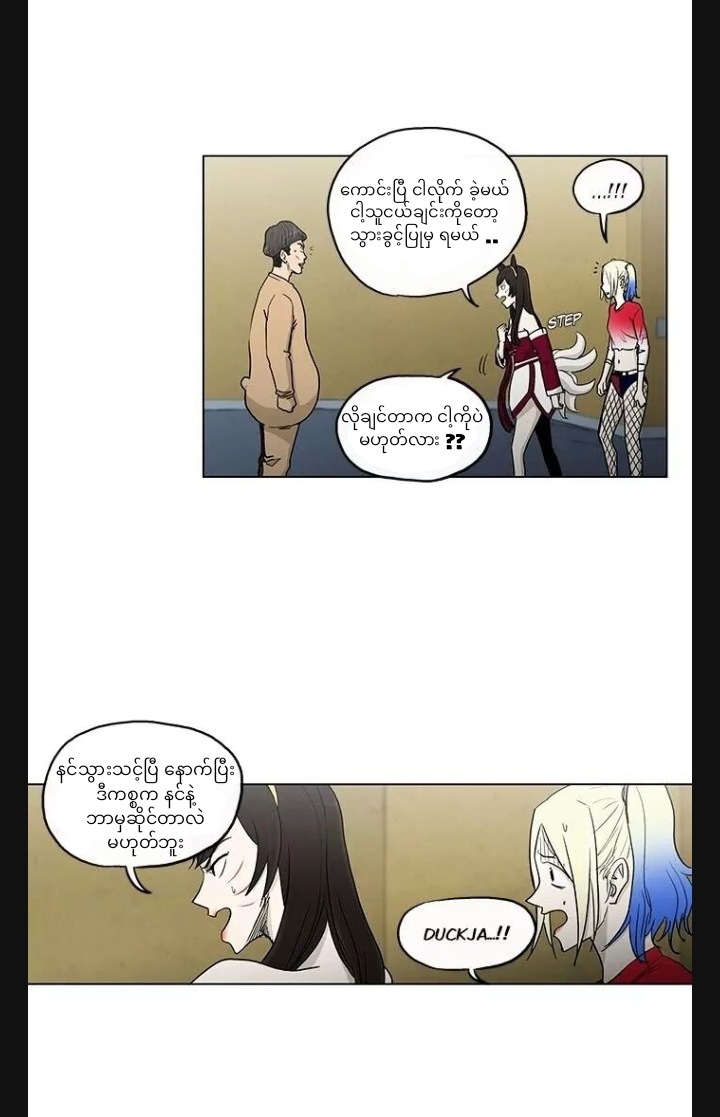 ကောင်းပြီ ငါလိုက် ခဲ့မယ်
ငါ့သူငယ်ချင်းကိုတော့
သွားခွင့်ပြုမှ ရမယ် ..
...!!!
STEP
လိုချင်တာက ငါ့ကိုပဲ
မဟုတ်လား ??
နင်သွားသင့်ပြီ နောက်ပြီး
ဒီကစ္စက နင်နဲ့
ဘာမှဆိုင်တာလဲ
မဟုတ်ဘူး
DUCKJA...!!